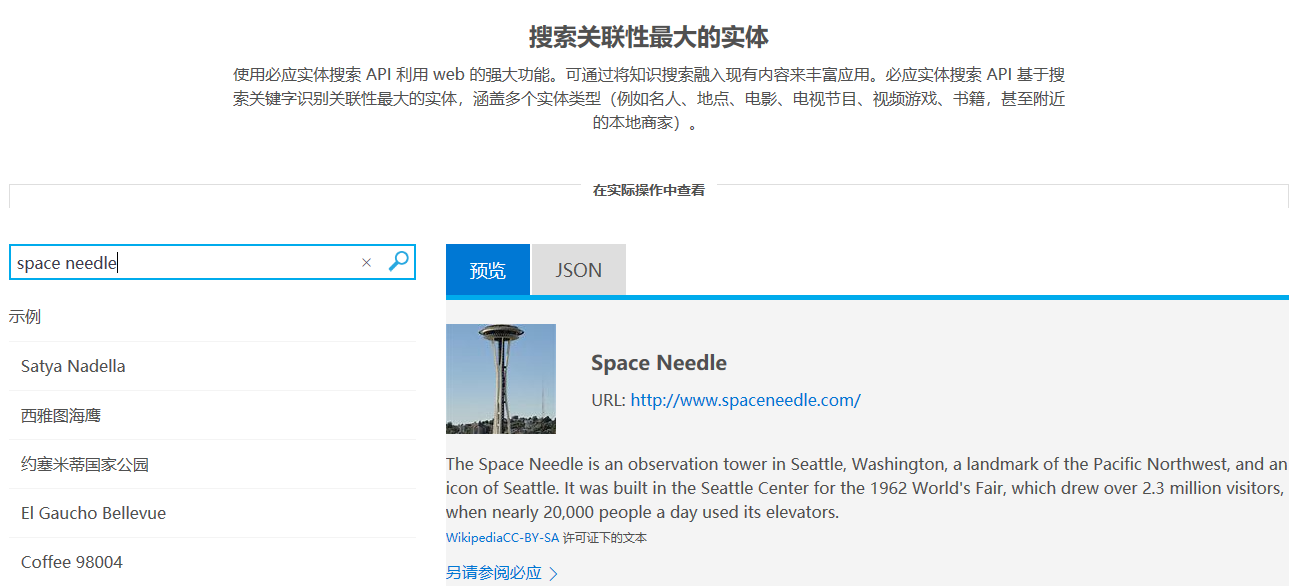 搜索关联性最大的实体
使用必应实体搜索 API 利用 web 的强大功能。可通过将知识搜索融入现有内容来丰富应用。必应实体搜索 API 基于搜
索关键字识别关联性最大的实体，涵盖多个实体类型（例如名人、地点、电影、电视节目、视频游戏、书籍，甚至附近
的本地商家）。
在实际操作中查看
space needle
示例
Satya Nadella
西雅图海鹰
约塞米蒂国家公园
El Gaucho Bellevue
Coffee 98004
预览 JSON
Space Needle
URL: http://www.spaceneedle.com/
The Space Needle is an observation tower in Seattle, Washington, a landmark of the Pacific Northwest, and an
icon of Seattle. It was built in the Seattle Center for the 1962 World's Fair, which drew over 2.3 million visitors,
when nearly 20,000 people a day used its elevators.
WikipediaCC-BY-SA 许可证下的文本
另请参阅必应